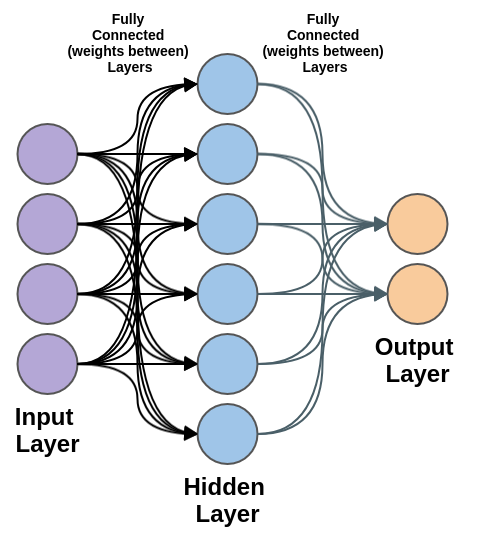 Fully
Connected
(weights between)
Layers
Fully
Connected
(weights between)
Layers
Input
Layer
Hidden
Layer
Output
Layer